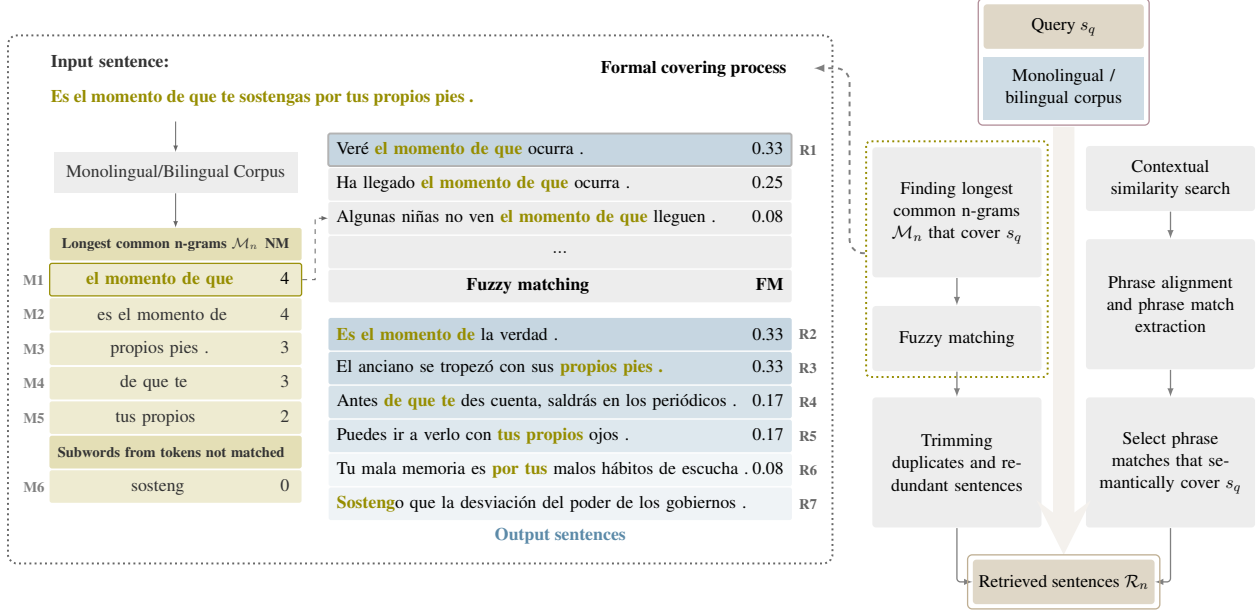 Input sentence:
Es el momento de que te sostengas por tus propios pies .
Formal covering process
Monolingual/Bilingual Corpus
Longest common n-grams ℳn NM
M1 el momento de que 4
M2 es el momento de 4
M3 propios pies . 3
M4 de que te 3
M5 tus propios 2
Subwords from tokens not matched
M6 sosteng 0
Veré el momento de que ocurra . 0.33 R1
Ha llegado el momento de que ocurra . 0.25
Algunas niñas no ven el momento de que lleguen . 0.08
...
Fuzzy matching FM
Es el momento de la verdad . 0.33 R2
El anciano se tropezó con sus propios pies . 0.33 R3
Antes de que te des cuenta, saldrás en los periódicos . 0.17 R4
Puedes ir a verlo con tus propios ojos . 0.17 R5
Tu mala memoria es por tus malos hábitos de escucha . 0.08 R6
Sostengo que la desviación del poder de los gobiernos . R7
Output sentences
Query sq
Monolingual /
bilingual corpus
Finding longest
common n-grams
ℳn that cover sq
Fuzzy matching
Trimming
duplicates and re-
dundant sentences
Contextual
similarity search
Phrase alignment
and phrase match
extraction
Select phrase
matches that se-
mantically cover sq
Retrieved sentences ℛn